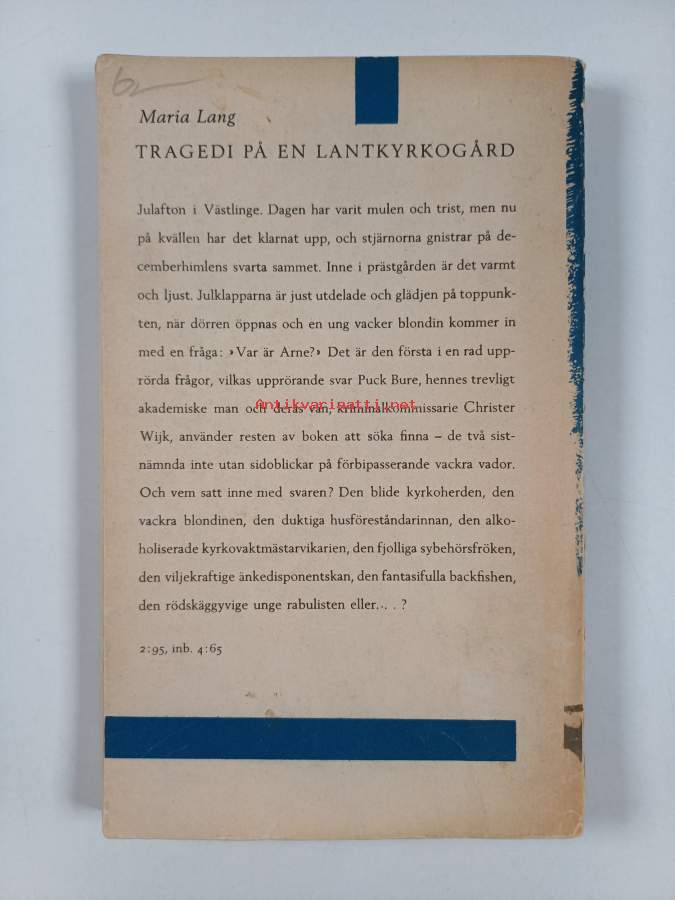 62
Maria Lang
TRAGEDI PÅ EN LANTKYRKOGÅRD
Julafton i Västlinge. Dagen har varit mulen och trist, men nu
på kvällen har det klarnat upp, och stjärnorna gnistrar på de-
cemberhimlens svarta sammet. Inne i prästgården är det varmt
och ljust. Julklapparna är just utdelade och glädjen på toppunk-
ten, när dörren öppnas och en ung vacker blondin kommer in
med en fråga: »Var är Arne?» Det är den första i en rad upp-
rörda frågor, vilkas upprörande svar Puck Bure, hennes trevligt
Antikvariaatti.net
akademiske man och deras vän, kriminalkommissarie Christer
Wijk, använder resten av boken att söka finna – de två sist-
nämnda inte utan sidoblickar på förbipasserande vackra vador.
Och vem satt inne med svaren? Den blide kyrkoherden, den
vackra blondinen, den duktiga husföreståndarinnan, den alko-
holiserade kyrkovaktmästarvikarien, den fjolliga sybehörsfröken,
den viljekraftige änkedisponentskan, den fantasifulla backfishen,
den rödskäggyvige unge rabulisten eller. . . ?
2:95, inb. 4:65